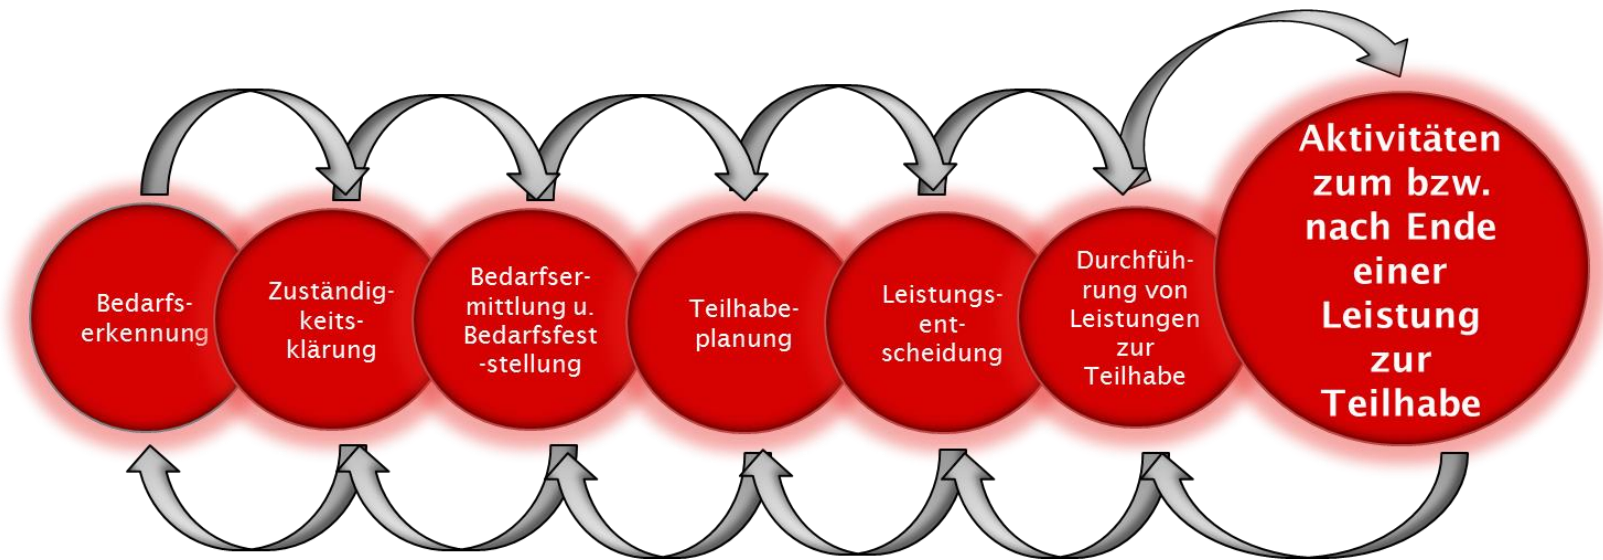 Bedarfs-
erkennung
Zuständig-
keits-
klärung
Bedarfser-
mittlung u.
Bedarfsfest
-stellung
Teilhabe-
planung
Leistungs-
ent-
scheidung
Durchfüh-
rung von
Leistungen
zur
Teilhabe
Aktivitäten
zum bzw.
nach Ende
einer
Leistung
zur
Teilhabe